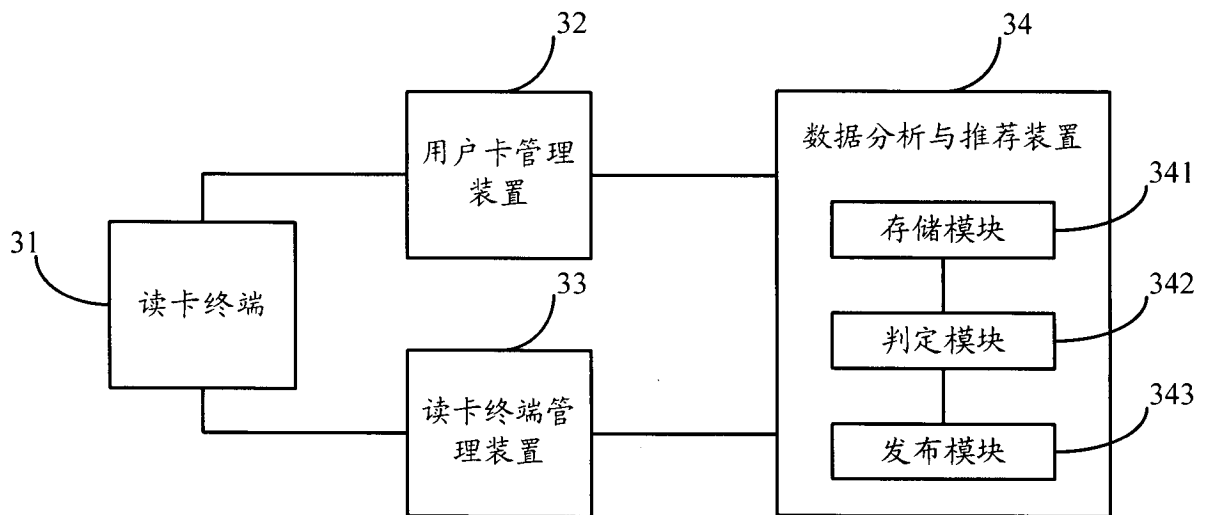 32
34
用户卡管理
装置
数据分析与推荐装置
341
存储模块
31
读卡终端
33
342
判定模块
读卡终端管
理装置
343
发布模块